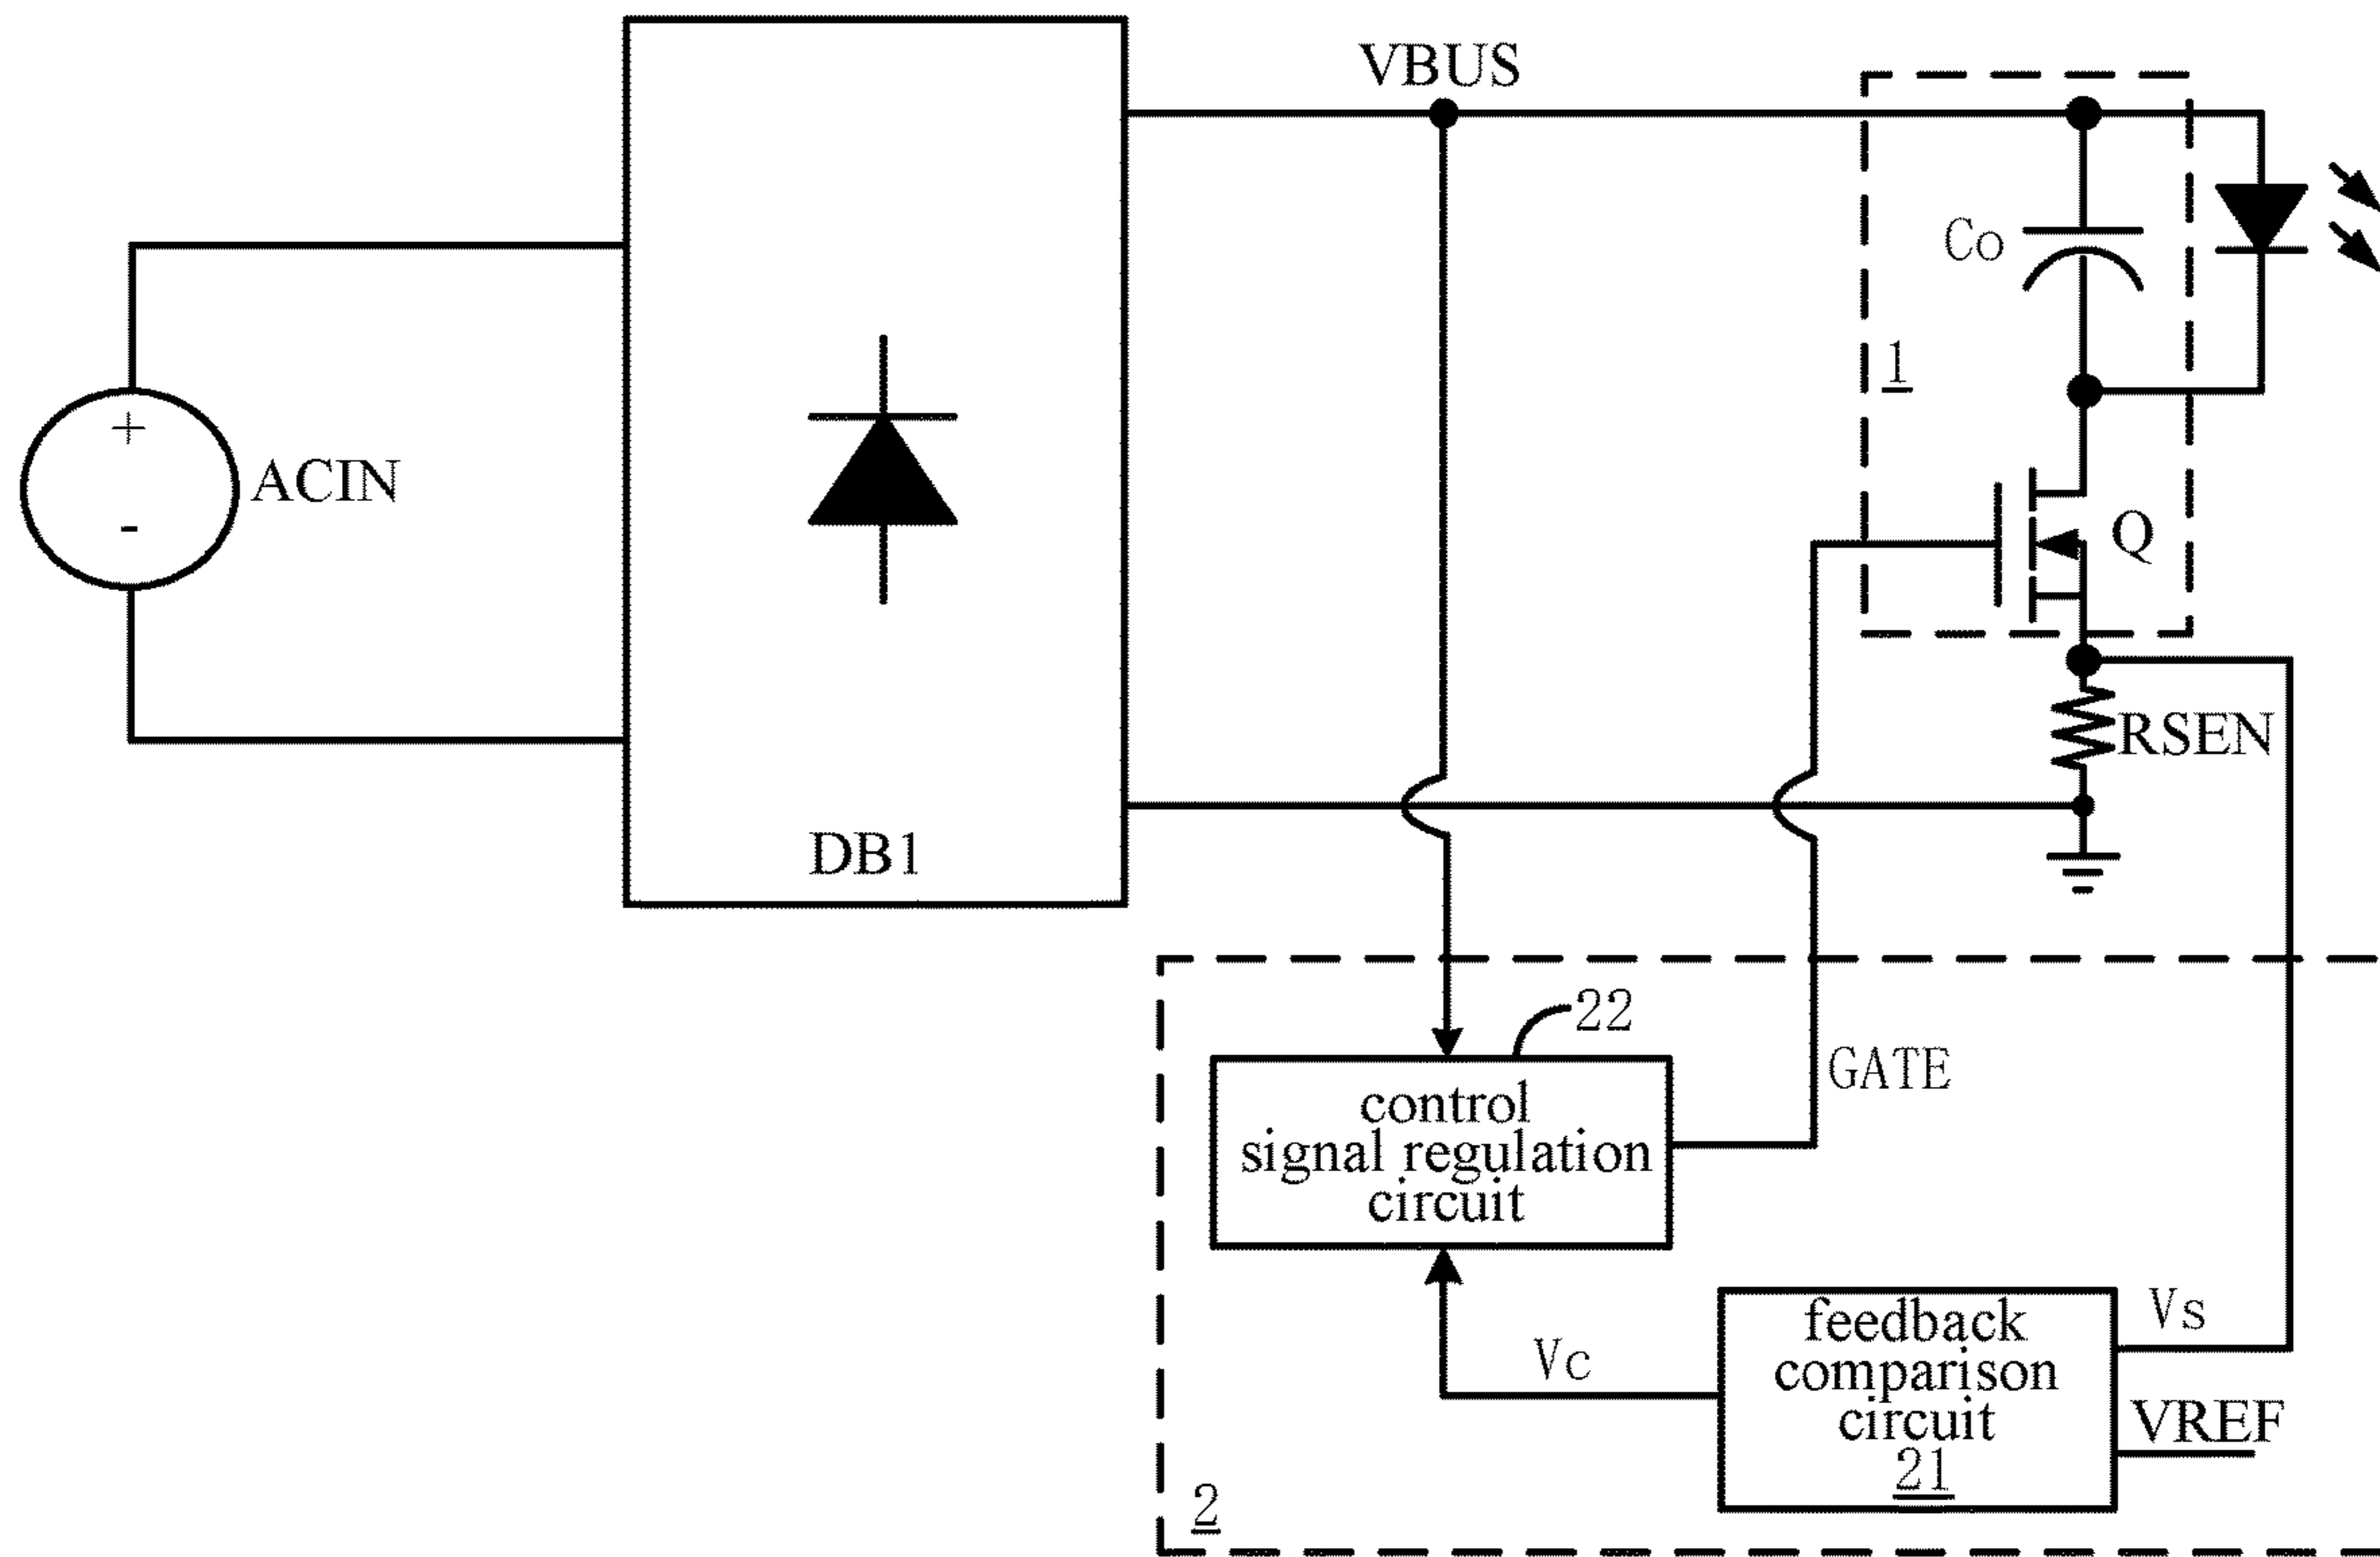 VBUS
Co
1
+
ACIN
-
Q
RSEN
DB1
22
GATE
control
signal regulation
circuit
Vs
feedback
comparison
circuit
21
Vc
VREF
2